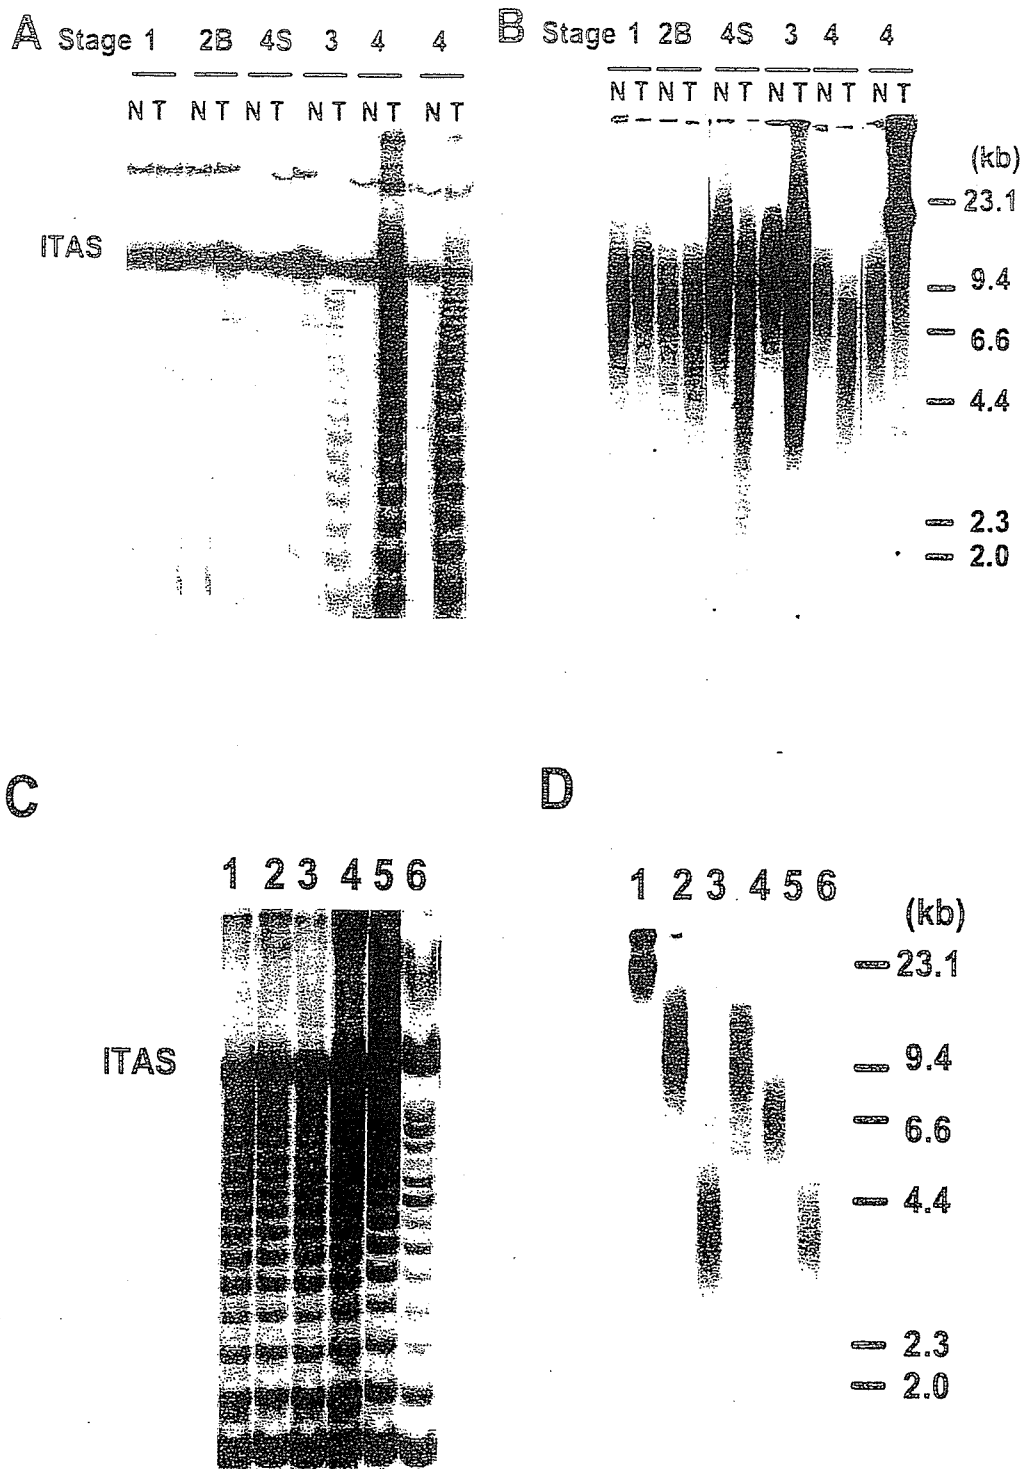 A Stage 1 2B 4S 3 4 4
N T N T N T N T N T N T
ITAS
B Stage 1 2B 4S 3 4 4
N T N T N T N T N T N T
(kb)
23.1
9.4
6.6
4.4
2.3
2.0
C
1 2 3 4 5 6
ITAS
D
1 2 3 4 5 6
(kb)
23.1
9.4
6.6
4.4
2.3
2.0